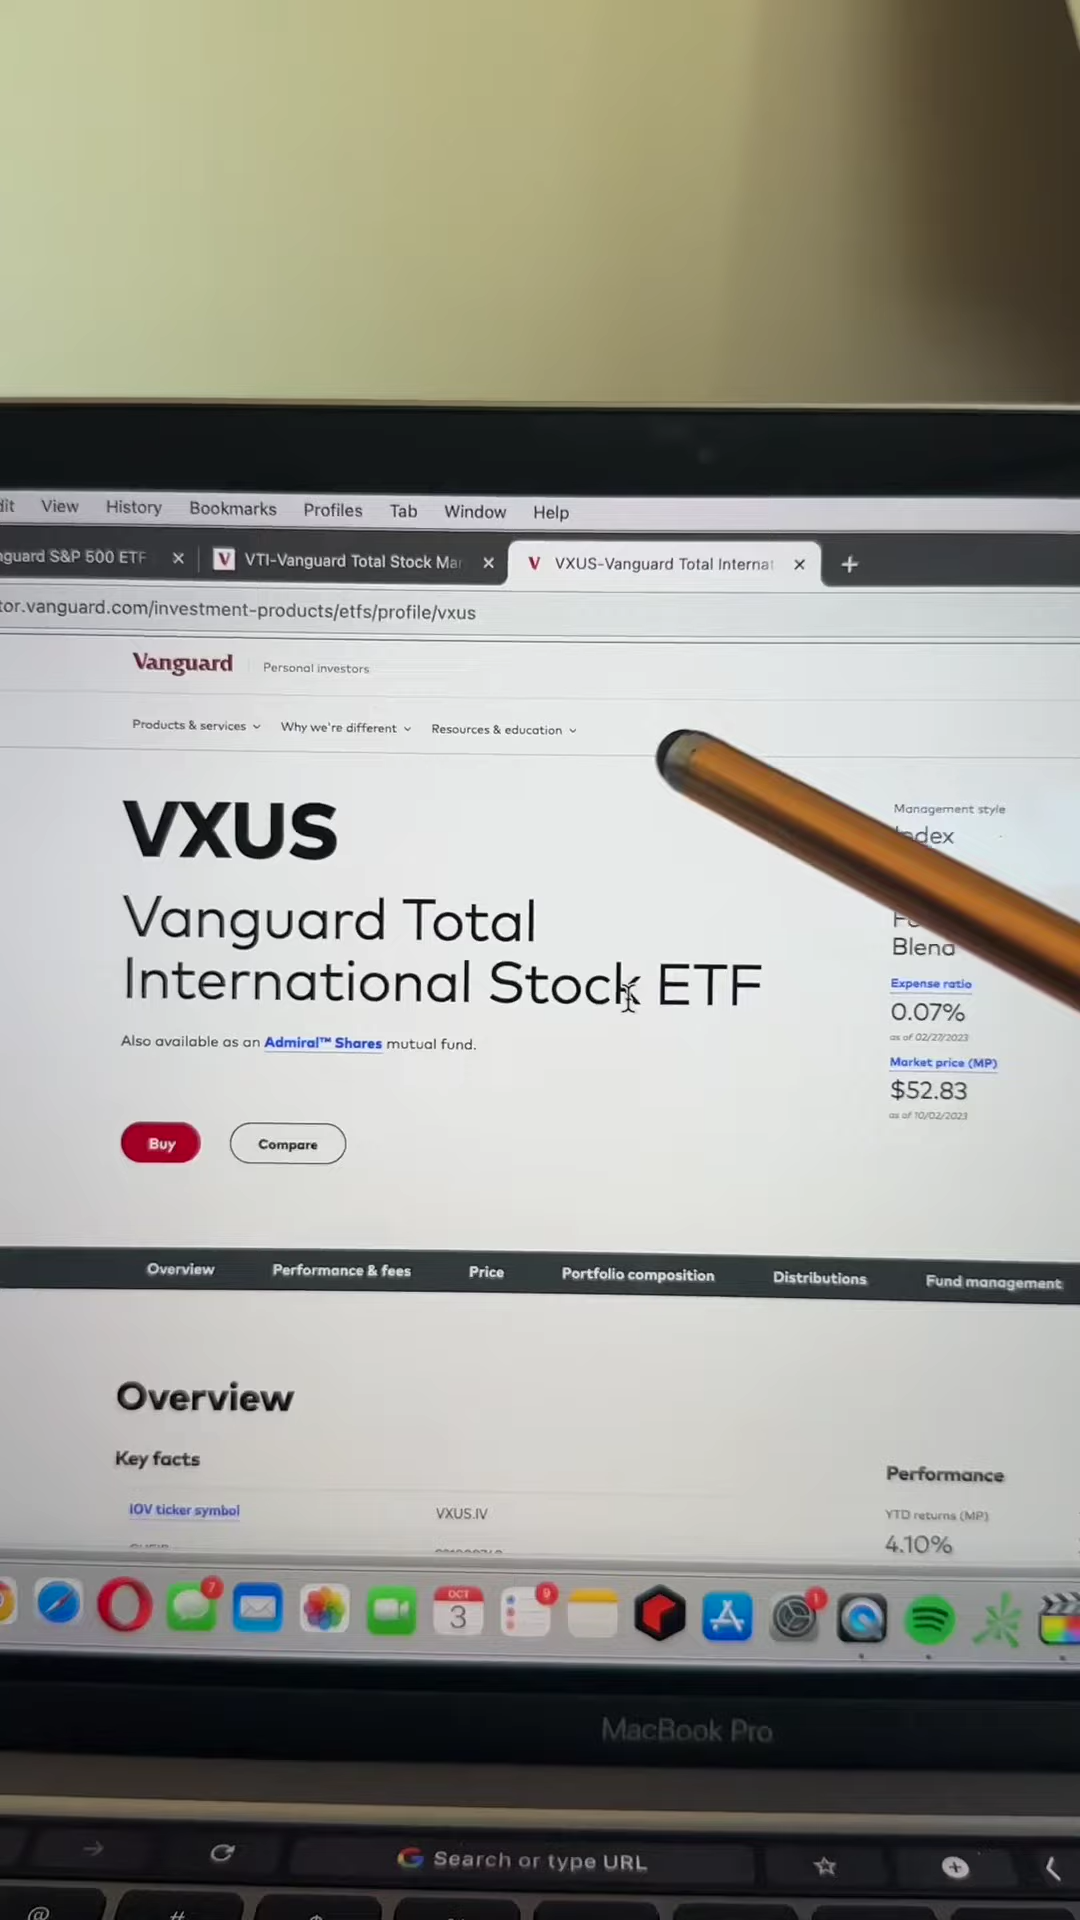 View History Bookmarks Profiles Tab Window Help
S&P 500 ETF
VTI-Vanguard Total Stock Mar
VXUS-Vanguard Total Internat
tor.vanguard.com/investment-products/etfs/profile/vxus
Vanguard Personal investors
Products & services Why we're different Resources & education
Management style
VXUS
Vanguard Total
International Stock ETF
Blend
Expense ratio
0.07%
as of 02/27/2023
Also available as an Admiral™ Shares mutual fund.
Market price (MP)
$52.83
as of 10/02/2023
Buy Compare
Overview Performance & fees Price Portfolio composition Distributions Fund management
Overview
Key facts
Performance
IOV ticker symbol VXUS.IV
YTD returns (MP)
4.10%
7
OCT
3
9
1
MacBook Pro
Search or type URL
@ #